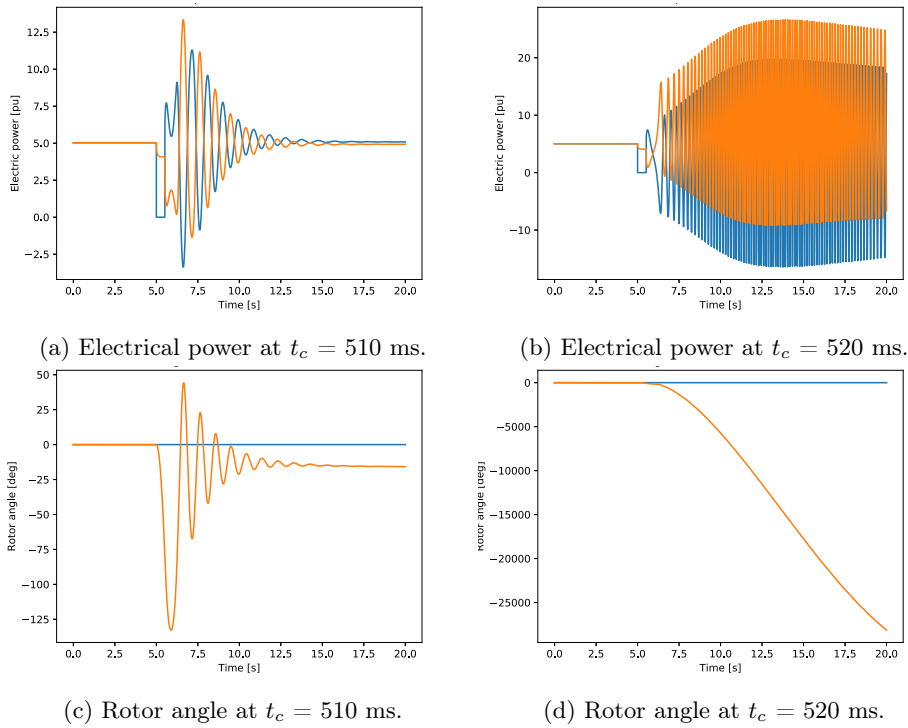 12.5
10.0
7.5
5.0
2.5
0.0
−2.5
Electric power [pu]
0.0 2.5 5.0 7.5 10.0 12.5 15.0 17.5 20.0
Time [s]
20
10
0
−10
Electric power [pu]
0.0 2.5 5.0 7.5 10.0 12.5 15.0 17.5 20.0
Time [s]
(a) Electrical power at t_c = 510 ms.
(b) Electrical power at t_c = 520 ms.
50
25
0
−25
−50
−75
−100
−125
Rotor angle [deg]
0.0 2.5 5.0 7.5 10.0 12.5 15.0 17.5 20.0
Time [s]
0
−5000
−10000
−15000
−20000
−25000
Rotor angle [deg]
0.0 2.5 5.0 7.5 10.0 12.5 15.0 17.5 20.0
Time [s]
(c) Rotor angle at t_c = 510 ms.
(d) Rotor angle at t_c = 520 ms.